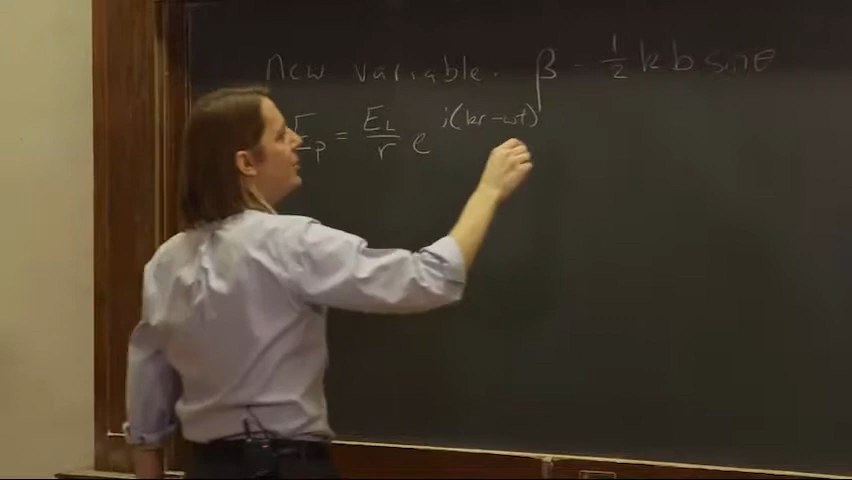 New variable. β = 1/2 k b sinθ
E_P = E_L/r e^{i(kr-ωt)}